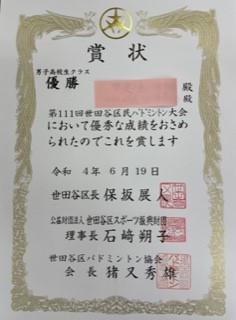 賞状
男子高校生クラス
優勝
殿
殿
第111回世田谷区民バドミントン大会
において優秀な成績をおさめ
られたのでこれを賞します
令和 4年 6月19日
世田谷区長 保坂展人
公益財団法人 世田谷区スポーツ振興財団
理事長 石﨑朔子
世田谷区バドミントン協会
会長 猪又秀雄